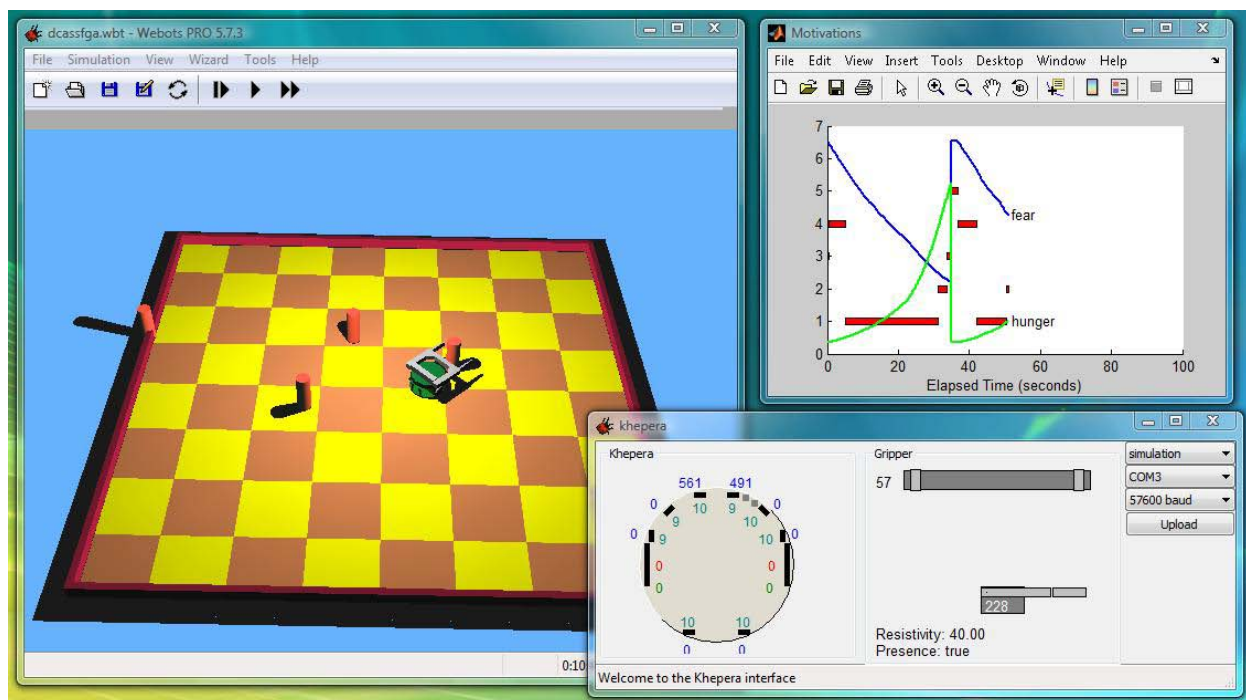 dcassfga.wbt - Webots PRO 5.7.3
File Simulation View Wizard Tools Help
0:10
Motivations
File Edit View Insert Tools Desktop Window Help
7
6
5
4
3
2
1
0
fear
hunger
0 20 40 60 80 100
Elapsed Time (seconds)
khepera
Khepera
561 491
0 10 9 0
9 10
0 9 10 0
0 0
0 0
10 10
0 0
Gripper
57
228
Resistivity: 40.00
Presence: true
simulation
COM3
57600 baud
Upload
Welcome to the Khepera interface